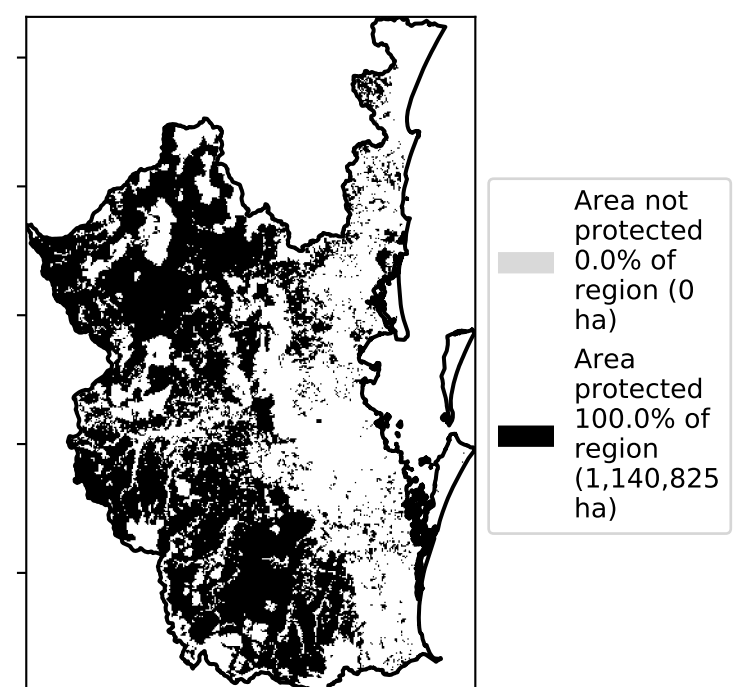 Area not
protected
0.0% of
region (0
ha)
Area
protected
100.0% of
region
(1,140,825
ha)